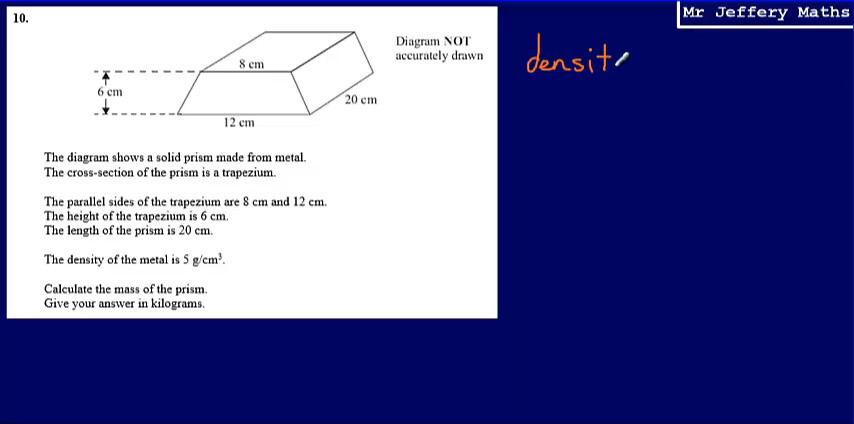 Mr Jeffery Maths
10.
Diagram NOT
accurately drawn
8 cm
6 cm
20 cm
12 cm
densit
The diagram shows a solid prism made from metal.
The cross-section of the prism is a trapezium.
The parallel sides of the trapezium are 8 cm and 12 cm.
The height of the trapezium is 6 cm.
The length of the prism is 20 cm.
The density of the metal is 5 g/cm³.
Calculate the mass of the prism.
Give your answer in kilograms.